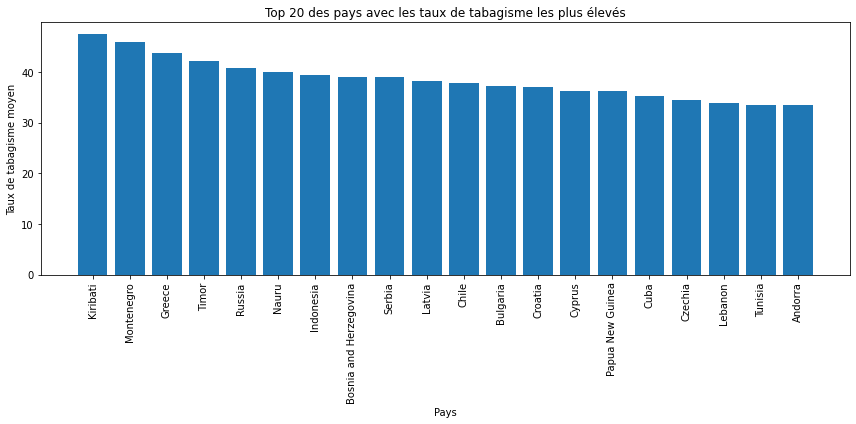 Top 20 des pays avec les taux de tabagisme les plus élevés
Taux de tabagisme moyen
40
30
20
10
0
Kiribati
Montenegro
Greece
Timor
Russia
Nauru
Indonesia
Bosnia and Herzegovina
Serbia
Latvia
Chile
Bulgaria
Croatia
Cyprus
Papua New Guinea
Cuba
Czechia
Lebanon
Tunisia
Andorra
Pays